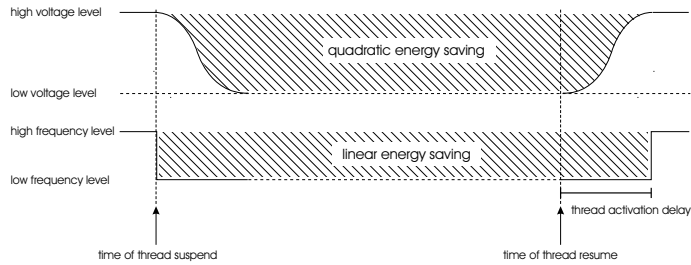 high voltage level
quadratic energy saving
low voltage level
high frequency level
linear energy saving
low frequency level
thread activation delay
time of thread suspend
time of thread resume